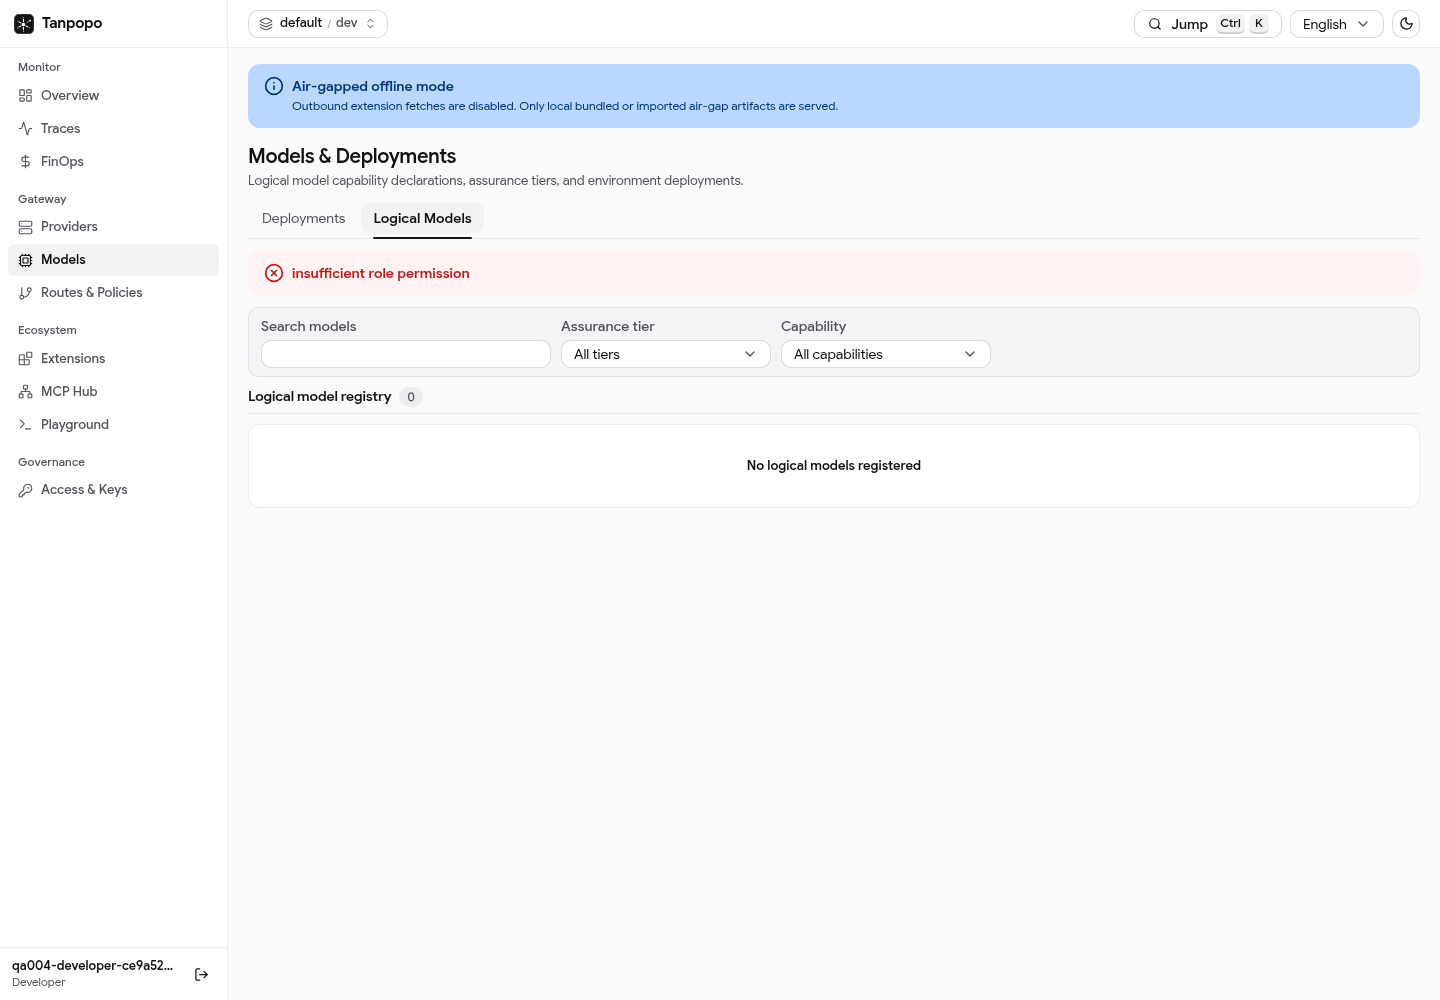 Tanpopo
default / dev
Jump Ctrl K
English
Monitor
Overview
Traces
FinOps
Gateway
Providers
Models
Routes & Policies
Ecosystem
Extensions
MCP Hub
Playground
Governance
Access & Keys
qa004-developer-ce9a52...
Developer
Air-gapped offline mode
Outbound extension fetches are disabled. Only local bundled or imported air-gap artifacts are served.
Models & Deployments
Logical model capability declarations, assurance tiers, and environment deployments.
Deployments
Logical Models
insufficient role permission
Search models
Assurance tier
All tiers
Capability
All capabilities
Logical model registry 0
No logical models registered